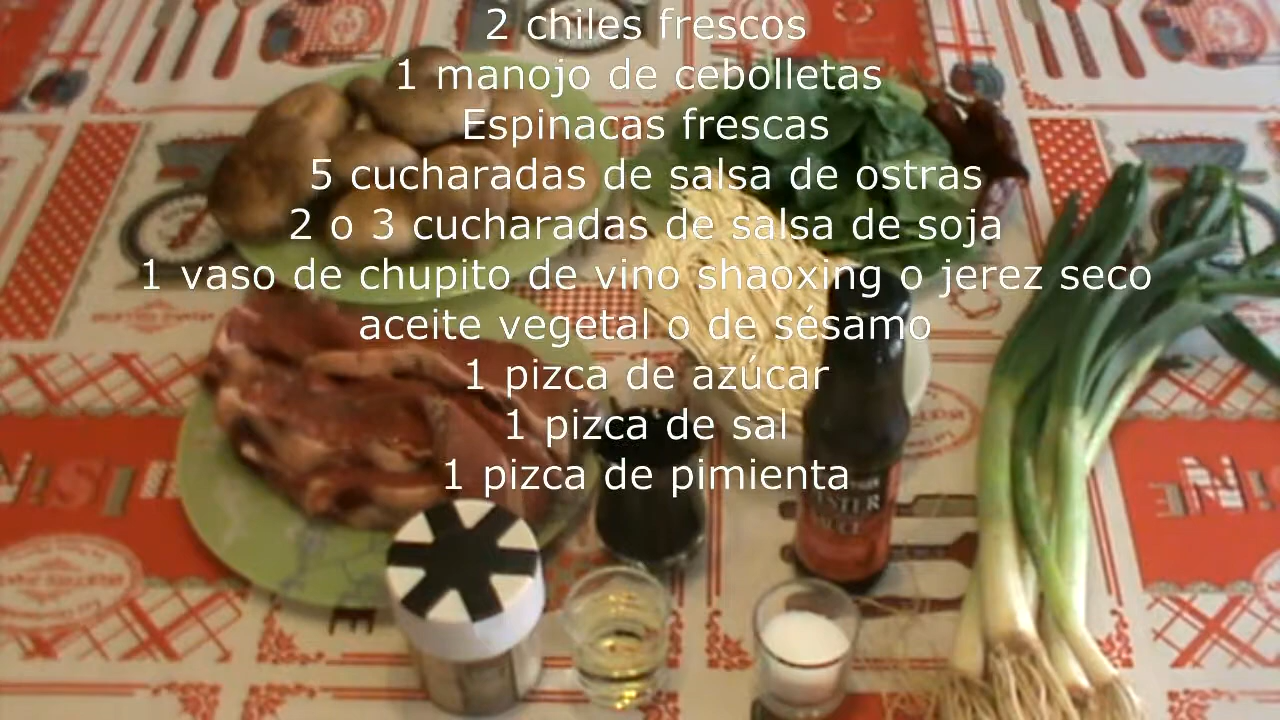 2 chiles frescos
1 manojo de cebolletas
Espinacas frescas
5 cucharadas de salsa de ostras
2 o 3 cucharadas de salsa de soja
1 vaso de chupito de vino shaoxing o jerez seco
aceite vegetal o de sésamo
1 pizca de azúcar
1 pizca de sal
1 pizca de pimienta